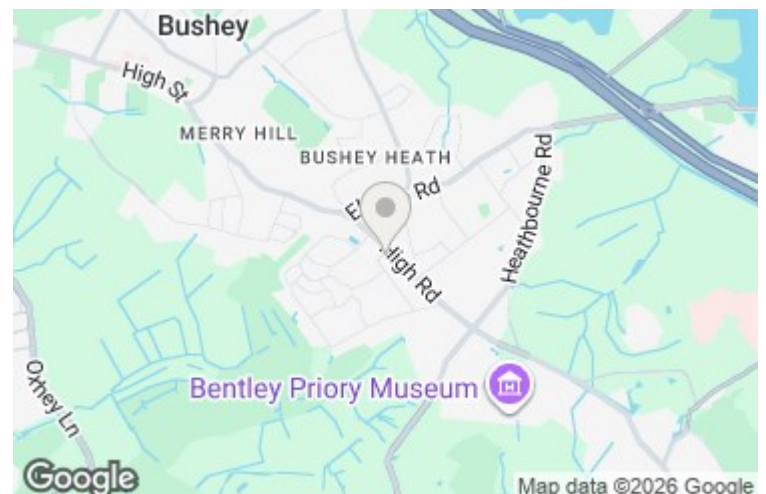 Bushey
High St
MERRY HILL
BUSHEY HEATH
Rd
Heathbourne Rd
High Rd
Oxhey Ln
Bentley Priory Museum
Google
Map data ©2026 Google